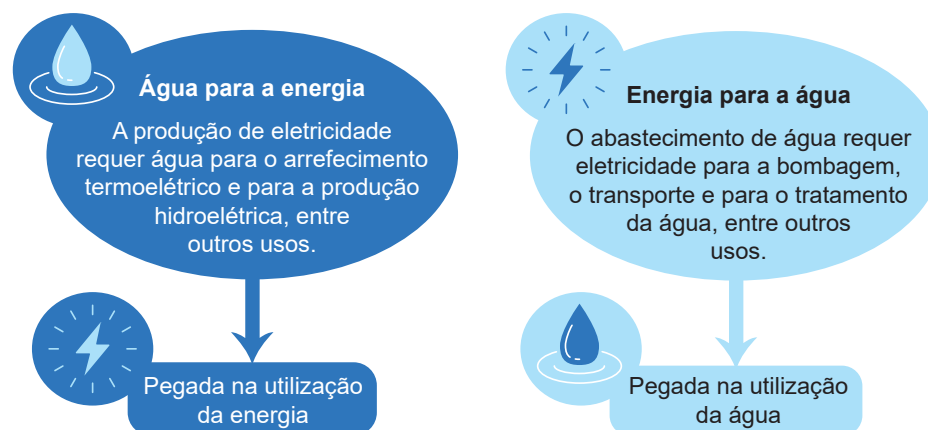 Água para a energia
A produção de eletricidade
requer água para o arrefecimento
termoelétrico e para a produção
hidroelétrica, entre
outros usos.
Pegada na utilização
da energia
Energia para a água
O abastecimento de água requer
eletricidade para a bombagem,
o transporte e para o tratamento
da água, entre outros
usos.
Pegada na utilização
da água